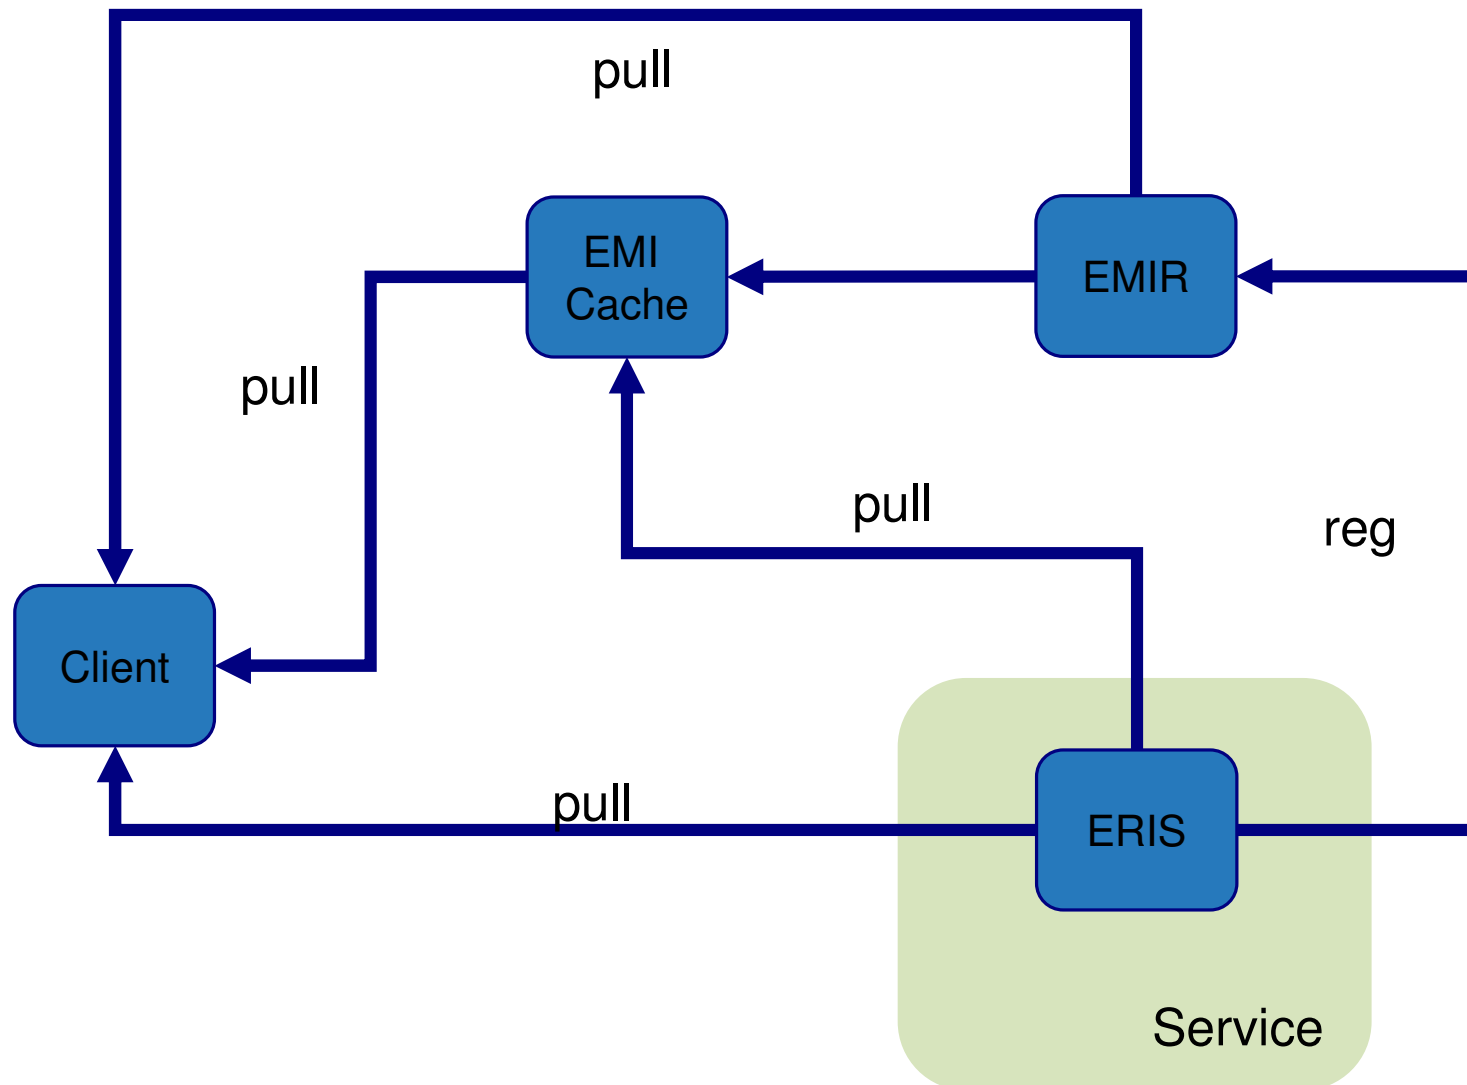 pull
EMI
Cache
EMIR
pull
pull
reg
Client
pull
ERIS
Service